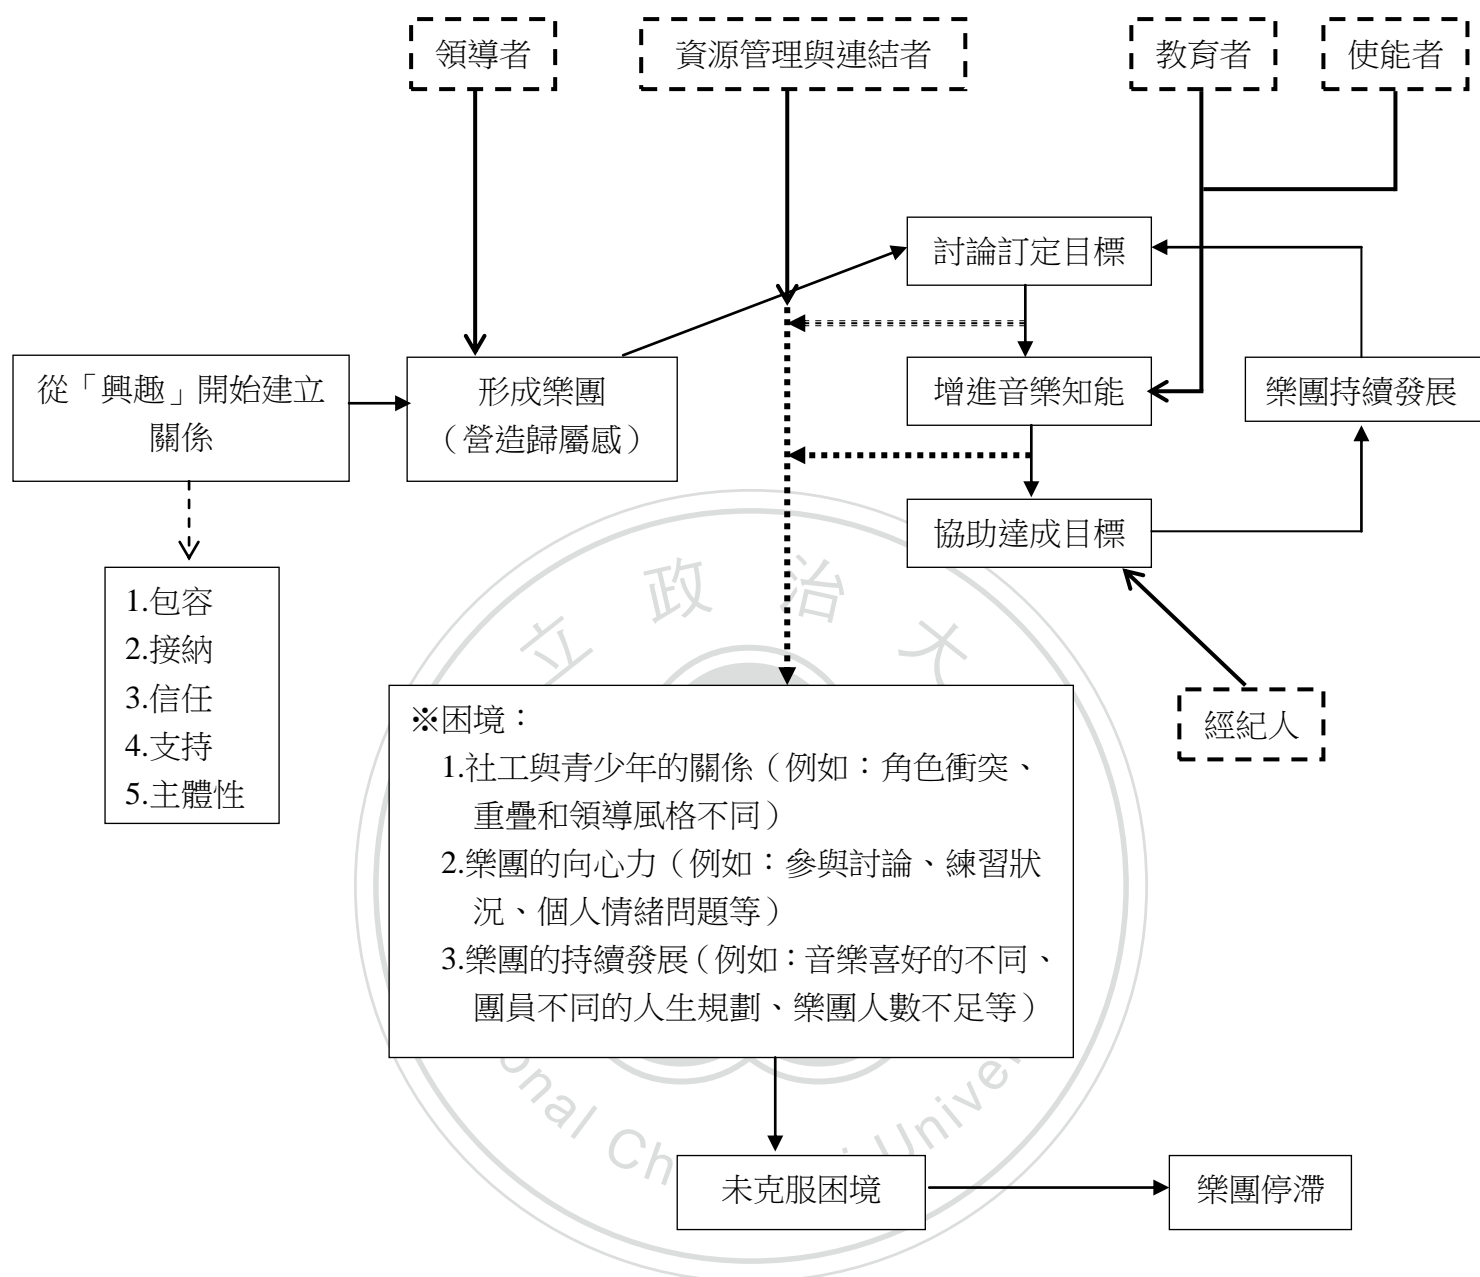 領導者
資源管理與連結者
教育者
使能者
討論訂定目標
從「興趣」開始建立
關係
形成樂團
（營造歸屬感）
增進音樂知能
樂團持續發展
協助達成目標
1.包容
2.接納
3.信任
4.支持
5.主體性
經紀人
※困境：
1.社工與青少年的關係（例如：角色衝突、
重疊和領導風格不同）
2.樂團的向心力（例如：參與討論、練習狀
況、個人情緒問題等）
3.樂團的持續發展（例如：音樂喜好的不同、
團員不同的人生規劃、樂團人數不足等）
未克服困境
樂團停滯
立政治大
onal Ch i Univer